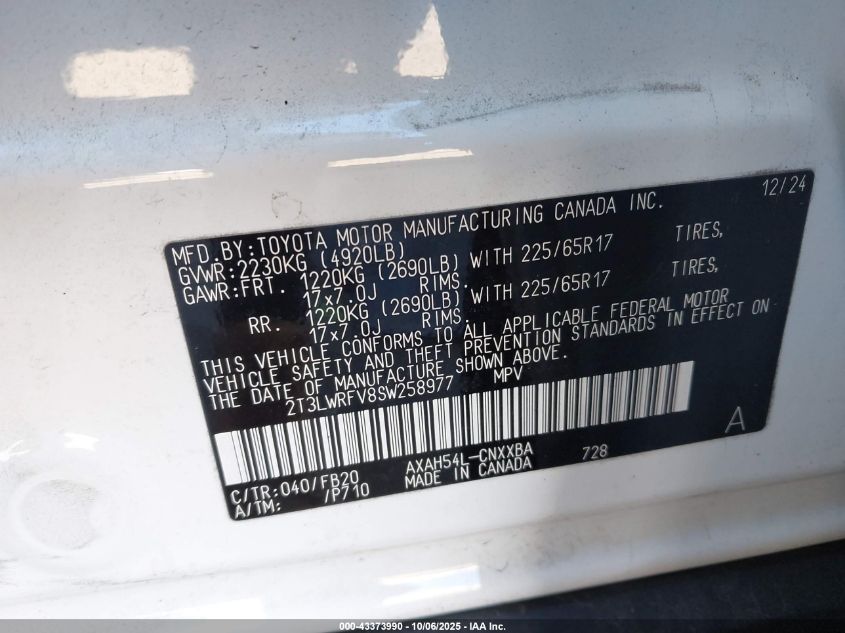 12/24
MFD.BY:TOYOTA MOTOR MANUFACTURING CANADA INC.
GVWR:2230KG (4920LB)
GAWR:FRT. 1220KG (2690LB) WITH 225/65R17 TIRES,
17x7.0J RIMS.
RR. 1220KG (2690LB) WITH 225/65R17 TIRES,
17x7.0J RIMS.
THIS VEHICLE CONFORMS TO ALL APPLICABLE FEDERAL MOTOR
VEHICLE SAFETY AND THEFT PREVENTION STANDARDS IN EFFECT ON
THE DATE OF MANUFACTURE SHOWN ABOVE.
2T3LWRFV8SW258977 MPV
A
C/TR:040/FB20 AXAH54L-CNXXBA 728
A/TM: /P710 MADE IN CANADA
000-43373990 - 10/06/2025 - IAA Inc.